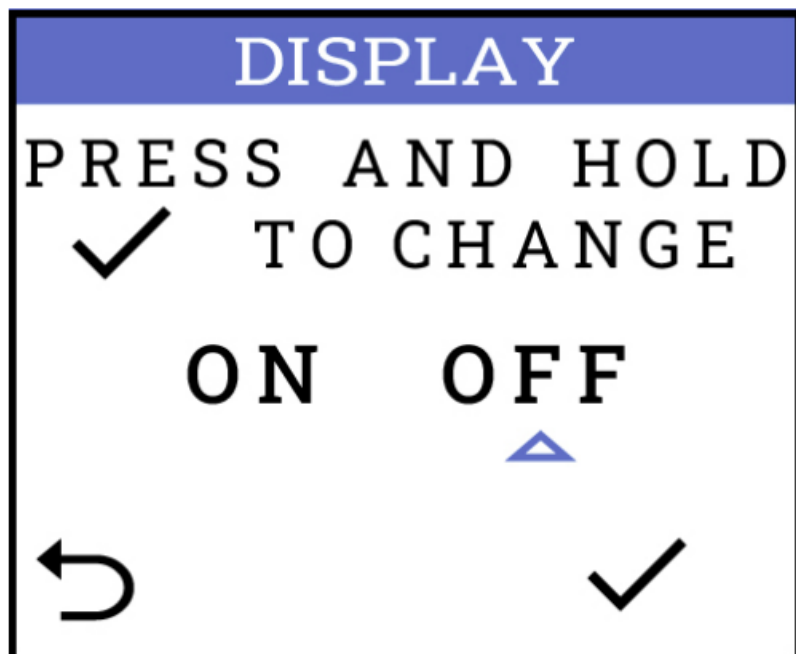 DISPLAY
PRESS AND HOLD
✓ TO CHANGE
ON OFF